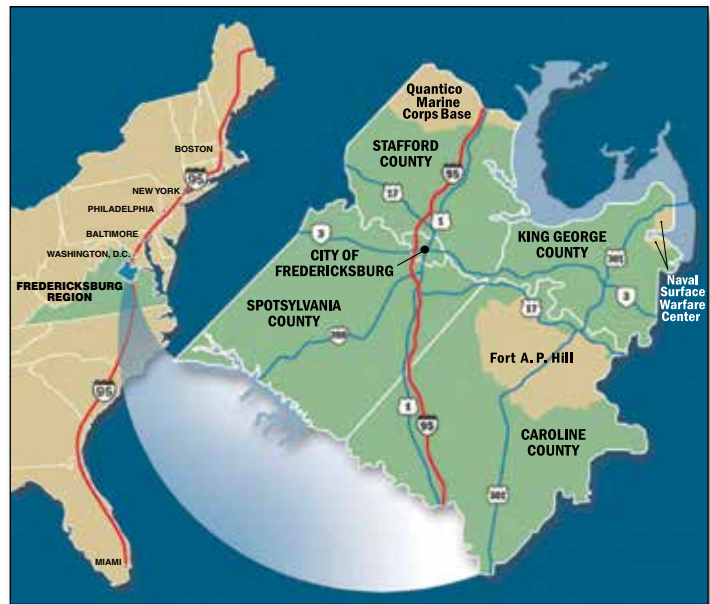 BOSTON
95
NEW YORK
PHILADELPHIA
BALTIMORE
WASHINGTON, D.C.
FREDERICKSBURG
REGION
95
MIAMI
Quantico
Marine
Corps Base
STAFFORD
COUNTY
95
17
1
3
CITY OF
FREDERICKSBURG
KING GEORGE
COUNTY
301
3
Naval
Surface
Warfare
Center
SPOTSYLVANIA
COUNTY
17
Fort A. P. Hill
1
95
CAROLINE
COUNTY
301